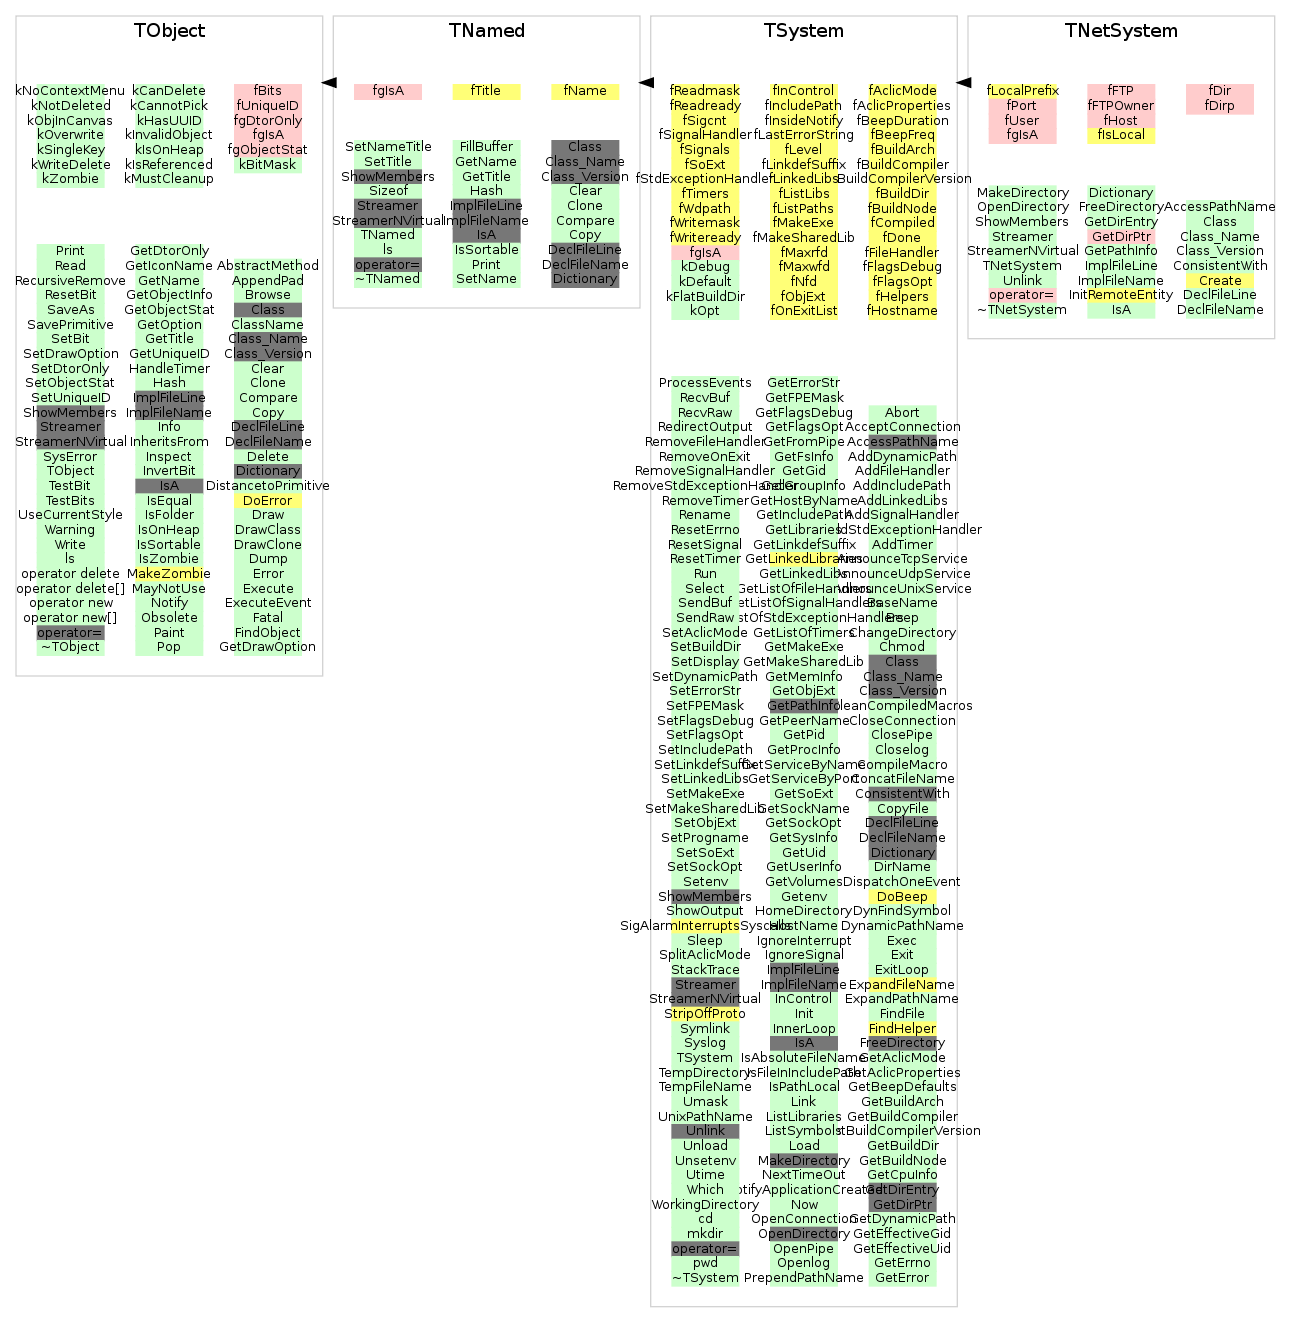 TObject
kNoContextMenu
kNotDeleted
kObjInCanvas
kOverwrite
kSingleKey
kWriteDelete
kZombie
kCanDelete
kCannotPick
kHasUUID
kInvalidObject
kIsOnHeap
kIsReferenced
kMustCleanup
fBits
fUniqueID
fgDtorOnly
fgIsA
fgObjectStat
kBitMask
Print
Read
RecursiveRemove
ResetBit
SaveAs
SavePrimitive
SetBit
SetDrawOption
SetDtorOnly
SetObjectStat
SetUniqueID
ShowMembers
Streamer
StreamerNVirtual
SysError
TObject
TestBit
TestBits
UseCurrentStyle
Warning
Write
ls
operator delete
operator delete[]
operator new
operator new[]
operator=
~TObject
GetDtorOnly
GetIconName
GetName
GetObjectInfo
GetObjectStat
GetOption
GetTitle
GetUniqueID
HandleTimer
Hash
ImplFileLine
ImplFileName
Info
InheritsFrom
Inspect
InvertBit
IsA
IsEqual
IsFolder
IsOnHeap
IsSortable
IsZombie
MakeZombie
MayNotUse
Notify
Obsolete
Paint
Pop
AbstractMethod
AppendPad
Browse
Class
ClassName
Class_Name
Class_Version
Clear
Clone
Compare
Copy
DeclFileLine
DeclFileName
Delete
Dictionary
DistancetoPrimitive
DoError
Draw
DrawClass
DrawClone
Dump
Error
Execute
ExecuteEvent
Fatal
FindObject
GetDrawOption
TNamed
fgIsA
fTitle
fName
SetNameTitle
SetTitle
ShowMembers
Sizeof
Streamer
StreamerNVirtual
TNamed
ls
operator=
~TNamed
FillBuffer
GetName
GetTitle
Hash
ImplFileLine
ImplFileName
IsA
IsSortable
Print
SetName
Class
Class_Name
Class_Version
Clear
Clone
Compare
Copy
DeclFileLine
DeclFileName
Dictionary
TSystem
fReadmask
fReadready
fSigcnt
fSignalHandler
fSignals
fSoExt
fStdExceptionHandler
fTimers
fWdpath
fWritemask
fWriteready
fgIsA
kDebug
kDefault
kFlatBuildDir
kOpt
fInControl
fIncludePath
fInsideNotify
fLastErrorString
fLevel
fLinkdefSuffix
fLinkedLibs
fListLibs
fListPaths
fMakeExe
fMakeSharedLib
fMaxrfd
fMaxwfd
fNfd
fObjExt
fOnExitList
fAclicMode
fAclicProperties
fBeepDuration
fBeepFreq
fBuildArch
fBuildCompiler
BuildCompilerVersion
fBuildDir
fBuildNode
fCompiled
fDone
fFileHandler
fFlagsDebug
fFlagsOpt
fHelpers
fHostname
ProcessEvents
RecvBuf
RecvRaw
RedirectOutput
RemoveFileHandler
RemoveOnExit
RemoveSignalHandler
RemoveStdExceptionHandler
RemoveTimer
Rename
ResetErrno
ResetSignal
ResetTimer
Run
Select
SendBuf
SendRaw
SetAclicMode
SetBuildDir
SetDisplay
SetDynamicPath
SetErrorStr
SetFPEMask
SetFlagsDebug
SetFlagsOpt
SetIncludePath
SetLinkdefSuffix
SetLinkedLibs
SetMakeExe
SetMakeSharedLib
SetObjExt
SetProgname
SetSoExt
SetSockOpt
Setenv
ShowMembers
ShowOutput
SigAlarmInterruptsSyscalls
Sleep
SplitAclicMode
StackTrace
Streamer
StreamerNVirtual
StripOffProto
Symlink
Syslog
TSystem
TempDirectory
TempFileName
Umask
UnixPathName
Unlink
Unload
Unsetenv
Utime
Which
WorkingDirectory
cd
mkdir
operator=
pwd
~TSystem
GetErrorStr
GetFPEMask
GetFlagsDebug
GetFlagsOpt
GetFromPipe
GetFsInfo
GetGid
GetGroupInfo
GetHostByName
GetIncludePath
GetLibraries
GetLinkdefSuffix
GetLinkedLibraries
GetLinkedLibs
GetListOfFileHandlers
etListOfSignalHandlers
stOfStdExceptionHandlers
GetListOfTimers
GetMakeExe
GetMakeSharedLib
GetMemInfo
GetObjExt
GetPathInfo
GetPeerName
GetPid
GetProcInfo
GetServiceByName
GetServiceByPort
GetSoExt
GetSockName
GetSockOpt
GetSysInfo
GetUid
GetUserInfo
GetVolumes
Getenv
HomeDirectory
HostName
IgnoreInterrupt
IgnoreSignal
ImplFileLine
ImplFileName
InControl
Init
InnerLoop
IsA
IsAbsoluteFileName
IsFileInIncludePath
IsPathLocal
Link
ListLibraries
ListSymbols
Load
MakeDirectory
NextTimeOut
otifyApplicationCreated
Now
OpenConnection
OpenDirectory
OpenPipe
Openlog
PrependPathName
Abort
AcceptConnection
AccessPathName
AddDynamicPath
AddFileHandler
AddIncludePath
AddLinkedLibs
AddSignalHandler
ddStdExceptionHandler
AddTimer
AnnounceTcpService
nnounceUdpService
nnounceUnixService
BaseName
Beep
ChangeDirectory
Chmod
Class
Class_Name
Class_Version
leanCompiledMacros
CloseConnection
ClosePipe
Closelog
CompileMacro
ConcatFileName
ConsistentWith
CopyFile
DeclFileLine
DeclFileName
Dictionary
DirName
DispatchOneEvent
DoBeep
DynFindSymbol
DynamicPathName
Exec
Exit
ExitLoop
ExpandFileName
ExpandPathName
FindFile
FindHelper
FreeDirectory
GetAclicMode
GetAclicProperties
GetBeepDefaults
GetBuildArch
GetBuildCompiler
tBuildCompilerVersion
GetBuildDir
GetBuildNode
GetCpuInfo
GetDirEntry
GetDirPtr
GetDynamicPath
GetEffectiveGid
GetEffectiveUid
GetErrno
GetError
TNetSystem
fLocalPrefix
fPort
fUser
fgIsA
fFTP
fFTPOwner
fHost
fIsLocal
fDir
fDirp
MakeDirectory
OpenDirectory
ShowMembers
Streamer
StreamerNVirtual
TNetSystem
Unlink
operator=
~TNetSystem
Dictionary
FreeDirectory
GetDirEntry
GetDirPtr
GetPathInfo
ImplFileLine
ImplFileName
InitRemoteEntity
IsA
AccessPathName
Class
Class_Name
Class_Version
ConsistentWith
Create
DeclFileLine
DeclFileName